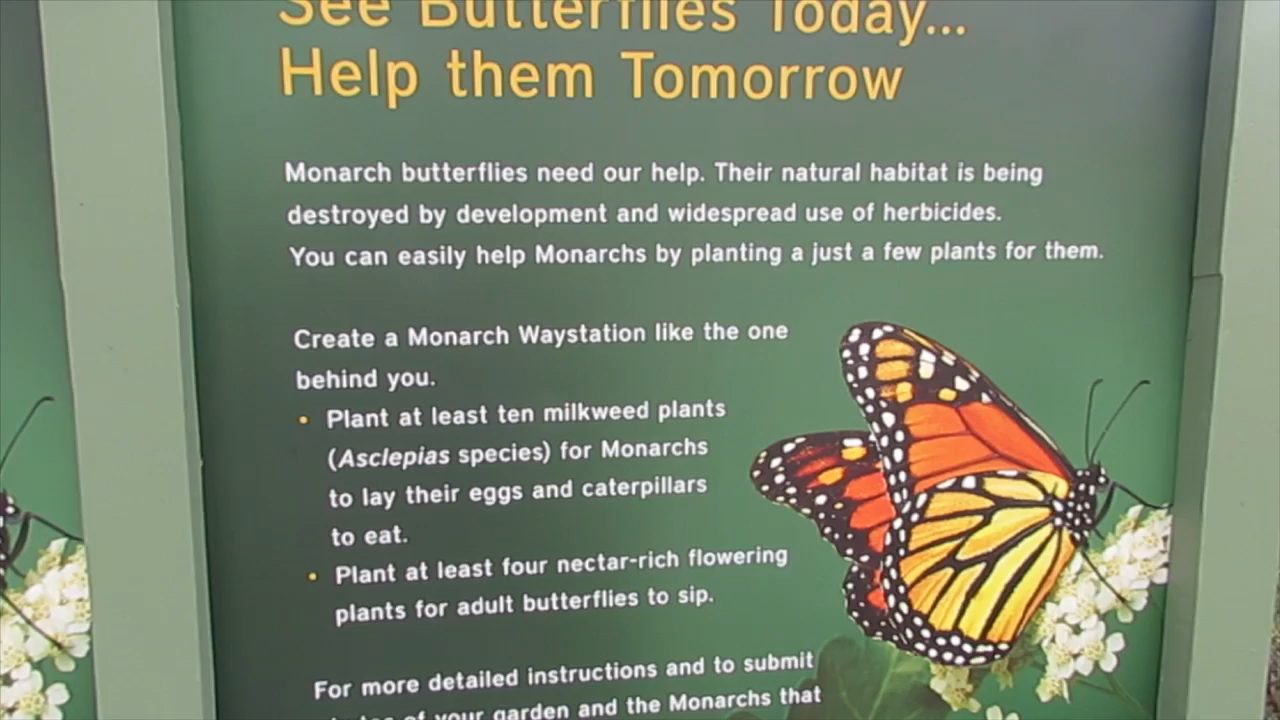 See Butterflies Today...
Help them Tomorrow
Monarch butterflies need our help. Their natural habitat is being
destroyed by development and widespread use of herbicides.
You can easily help Monarchs by planting a just a few plants for them.
Create a Monarch Waystation like the one
behind you.
• Plant at least ten milkweed plants
(Asclepias species) for Monarchs
to lay their eggs and caterpillars
to eat.
• Plant at least four nectar-rich flowering
plants for adult butterflies to sip.
For more detailed instructions and to submit
of your garden and the Monarchs that